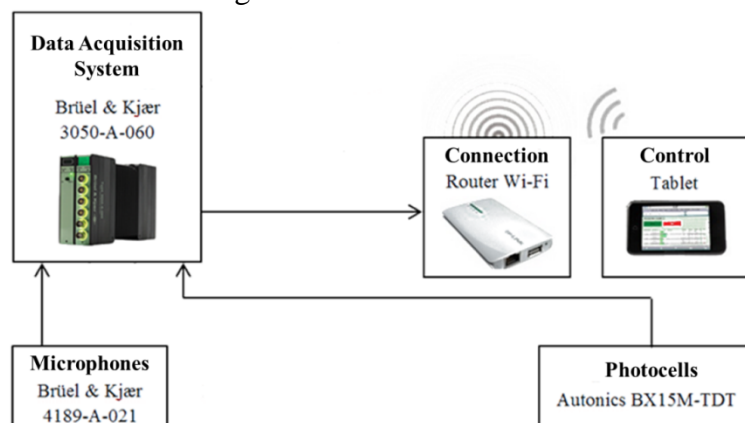 Data Acquisition
System
Brüel & Kjær
3050-A-060
Connection
Router Wi-Fi
Control
Tablet
Microphones
Brüel & Kjær
4189-A-021
Photocells
Autonics BX15M-TDT